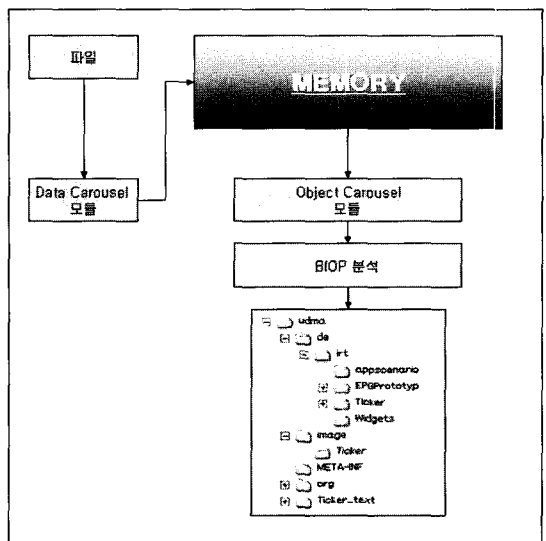 파일
MEMORY
Data Carousel
모듈
Object Carousel
모듈
BIOP 분석
udma
de
irt
appscenario
EPGPrototyp
Ticker
Widgets
image
Ticker
META-INF
org
Ticker_text